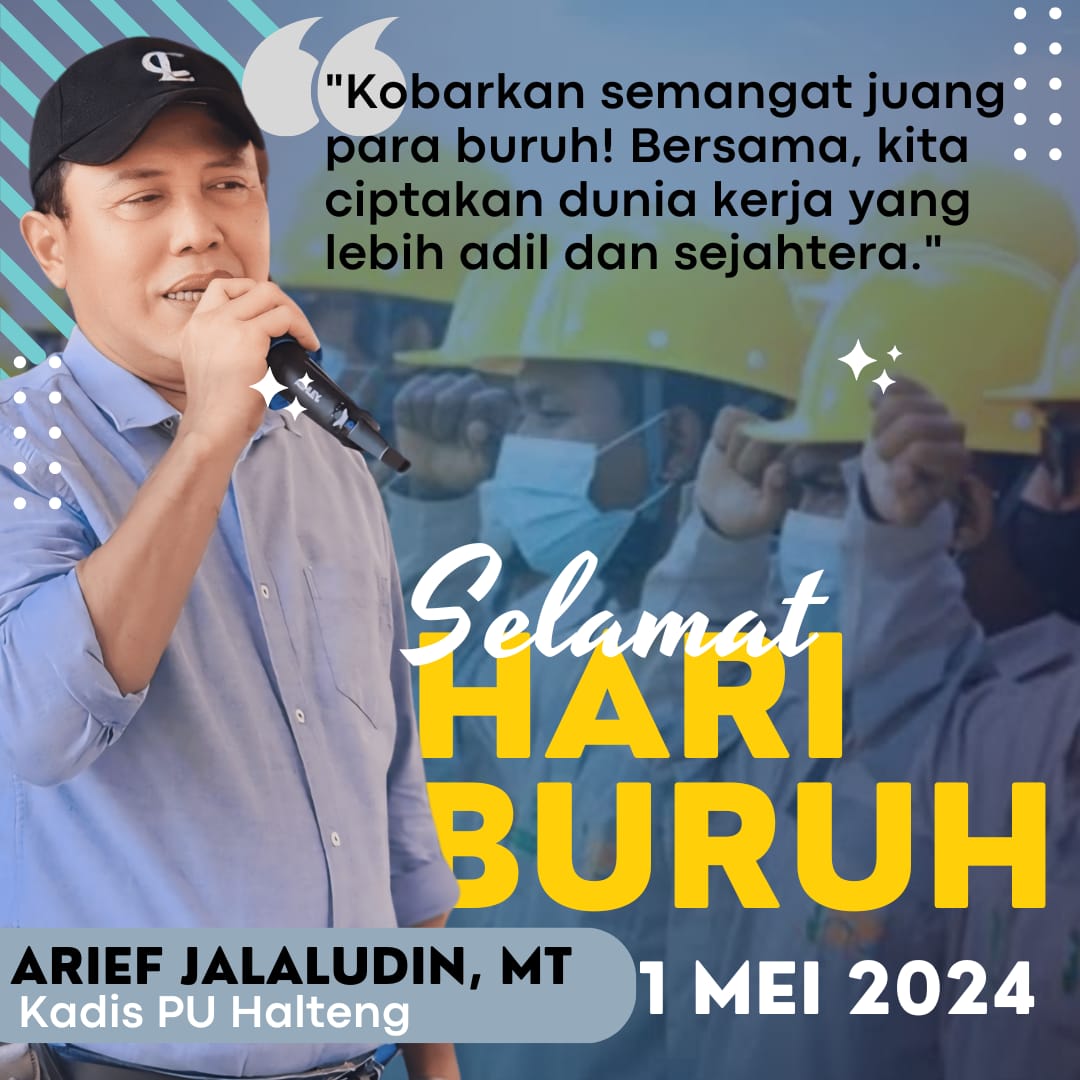 "Kobarkan semangat juang
para buruh! Bersama, kita
ciptakan dunia kerja yang
lebih adil dan sejahtera."
Selamat
HARI
BURUH
ARIEF JALALUDIN, MT
Kadis PU Halteng
1 MEI 2024